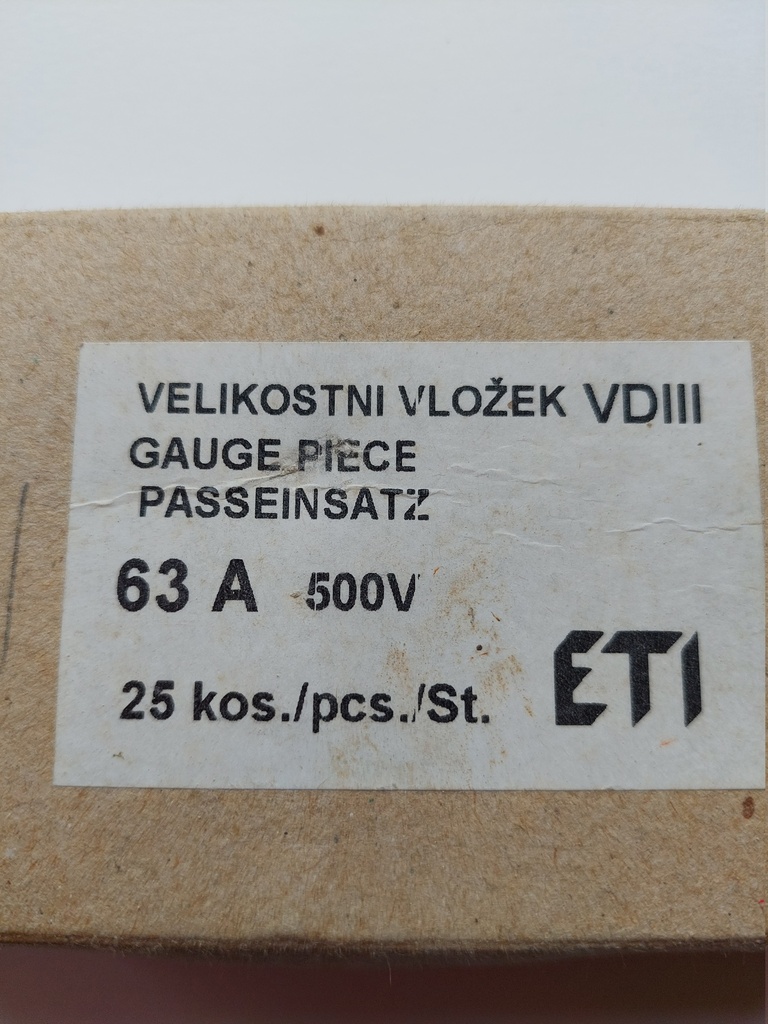 VELIKOSTNI VLOŽEK VDIII
GAUGE PIECE
PASSEINSATZ
63 A 500V
25 kos./pcs./St.
ETI